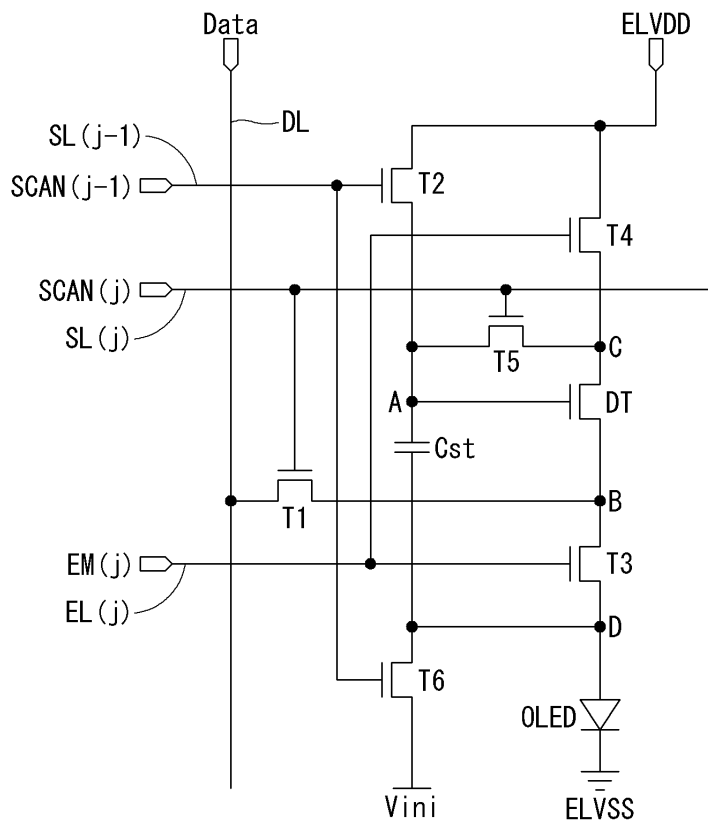 Data
ELVDD
DL
SL(j-1)
SCAN(j-1)
T2
T4
SCAN(j)
SL(j)
T5
C
A
DT
Cst
T1
B
EM(j)
T3
EL(j)
D
T6
OLED
Vini
ELVSS